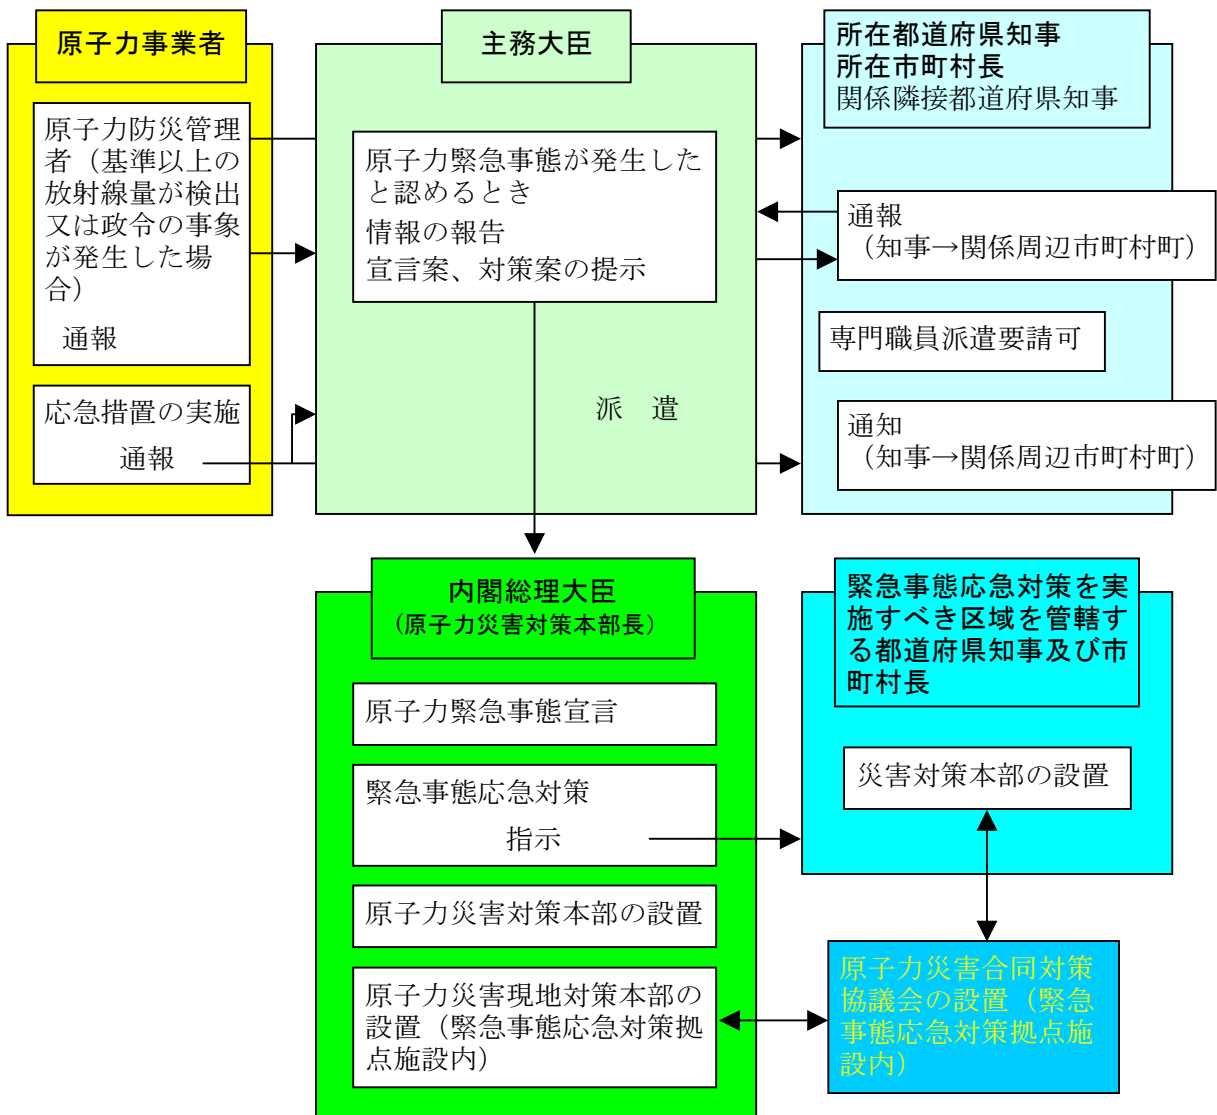 原子力事業者
原子力防災管理
者（基準以上の
放射線量が検出
又は政令の事象
が発生した場
合）
通報
応急措置の実施
通報
主務大臣
原子力緊急事態が発生した
と認めるとき
情報の報告
宣言案、対策案の提示
派　遣
所在都道府県知事
所在市町村長
関係隣接都道府県知事
通報
（知事→関係周辺市町村町）
専門職員派遣要請可
通知
（知事→関係周辺市町村町）
内閣総理大臣
（原子力災害対策本部長）
原子力緊急事態宣言
緊急事態応急対策
指示
原子力災害対策本部の設置
原子力災害現地対策本部の
設置（緊急事態応急対策拠
点施設内）
緊急事態応急対策を実
施すべき区域を管轄す
る都道府県知事及び市
町村長
災害対策本部の設置
原子力災害合同対策
協議会の設置（緊急
事態応急対策拠点施
設内）